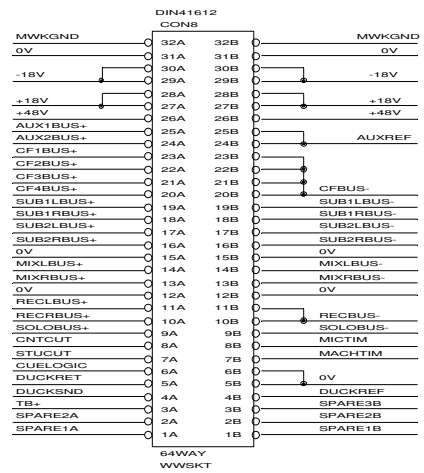 DIN41612
CON8
MWKGND 32A 32B MWKGND
0V 31A 31B 0V
30A 30B
-18V 29A 29B -18V
28A 28B
+18V 27A 27B +18V
+48V 26A 26B +48V
AUX1BUS+ 25A 25B
AUX2BUS+ 24A 24B AUXREF
CF1BUS+ 23A 23B
CF2BUS+ 22A 22B
CF3BUS+ 21A 21B
CF4BUS+ 20A 20B CFBUS-
SUB1LBUS+ 19A 19B SUB1LBUS-
SUB1RBUS+ 18A 18B SUB1RBUS-
SUB2LBUS+ 17A 17B SUB2LBUS-
SUB2RBUS+ 16A 16B SUB2RBUS-
0V 15A 15B 0V
MIXLBUS+ 14A 14B MIXLBUS-
MIXRBUS+ 13A 13B MIXRBUS-
0V 12A 12B 0V
RECLBUS+ 11A 11B
RECRBUS+ 10A 10B RECBUS-
SOLOBUS+ 9A 9B SOLOBUS-
CNTCUT 8A 8B MICTIM
STUCUT 7A 7B MACHTIM
CUELOGIC 6A 6B
DUCKRET 5A 5B 0V
DUCKSND 4A 4B DUCKREF
TB+ 3A 3B SPARE3B
SPARE2A 2A 2B SPARE2B
SPARE1A 1A 1B SPARE1B
64WAY
WWSKT